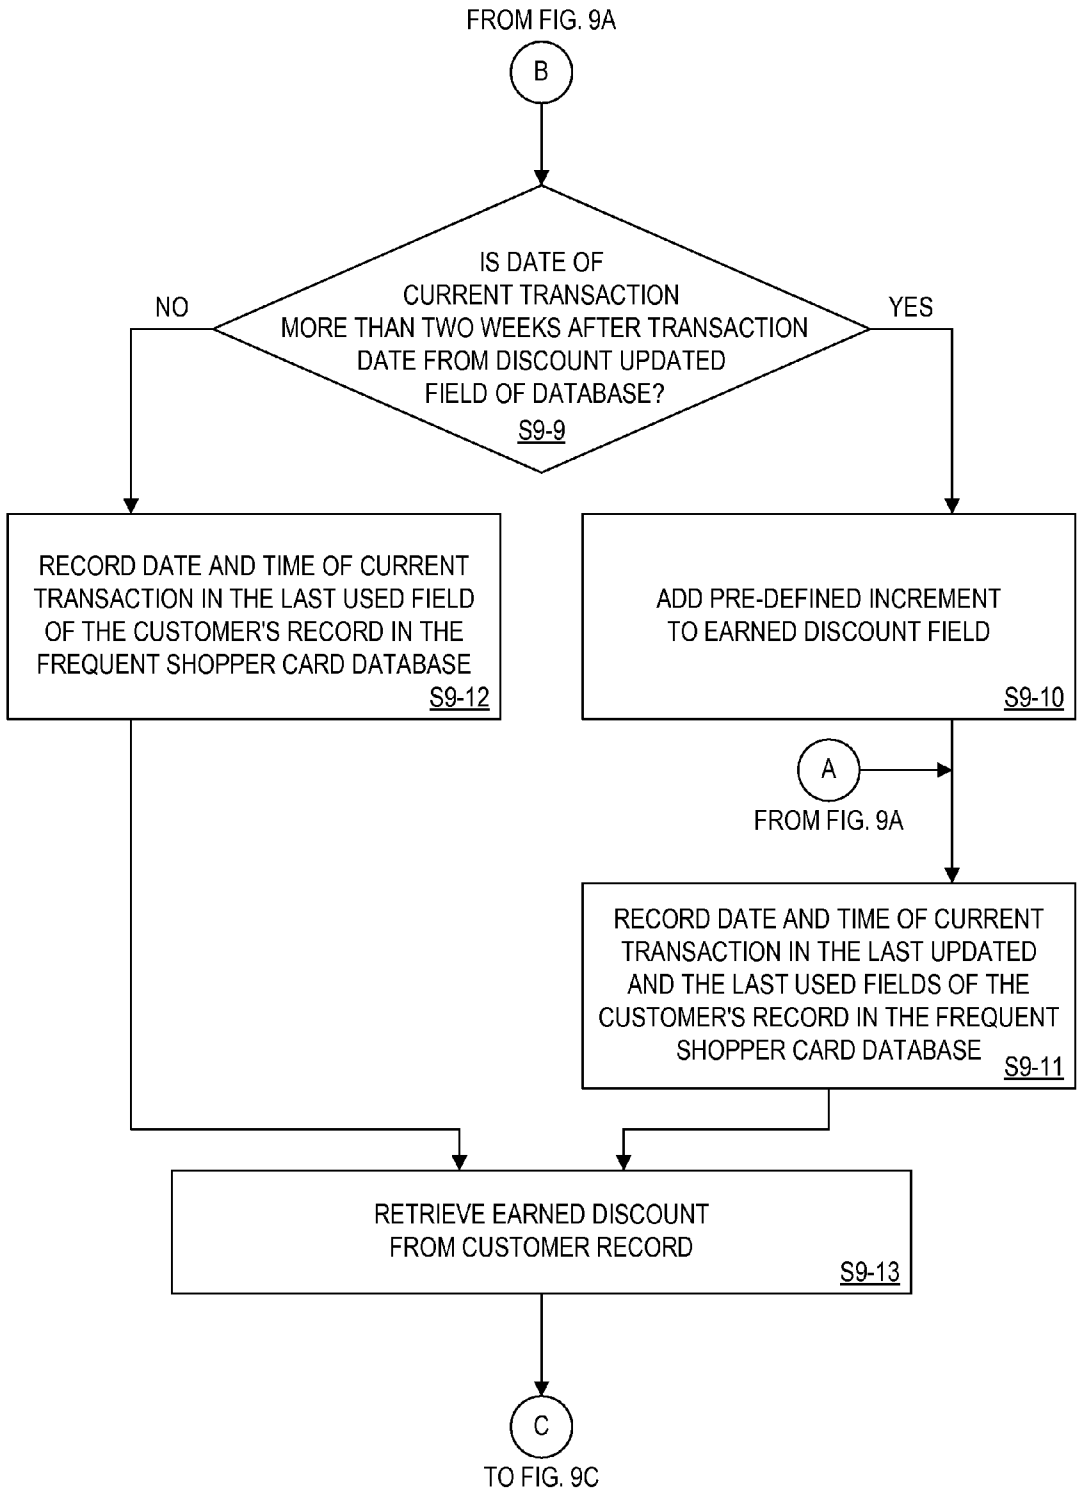 FROM FIG. 9A
B
IS DATE OF
CURRENT TRANSACTION
MORE THAN TWO WEEKS AFTER TRANSACTION
DATE FROM DISCOUNT UPDATED
FIELD OF DATABASE?
S9-9
NO
YES
RECORD DATE AND TIME OF CURRENT
TRANSACTION IN THE LAST USED FIELD
OF THE CUSTOMER'S RECORD IN THE
FREQUENT SHOPPER CARD DATABASE
S9-12
ADD PRE-DEFINED INCREMENT
TO EARNED DISCOUNT FIELD
S9-10
A
FROM FIG. 9A
RECORD DATE AND TIME OF CURRENT
TRANSACTION IN THE LAST UPDATED
AND THE LAST USED FIELDS OF THE
CUSTOMER'S RECORD IN THE FREQUENT
SHOPPER CARD DATABASE
S9-11
RETRIEVE EARNED DISCOUNT
FROM CUSTOMER RECORD
S9-13
C
TO FIG. 9C